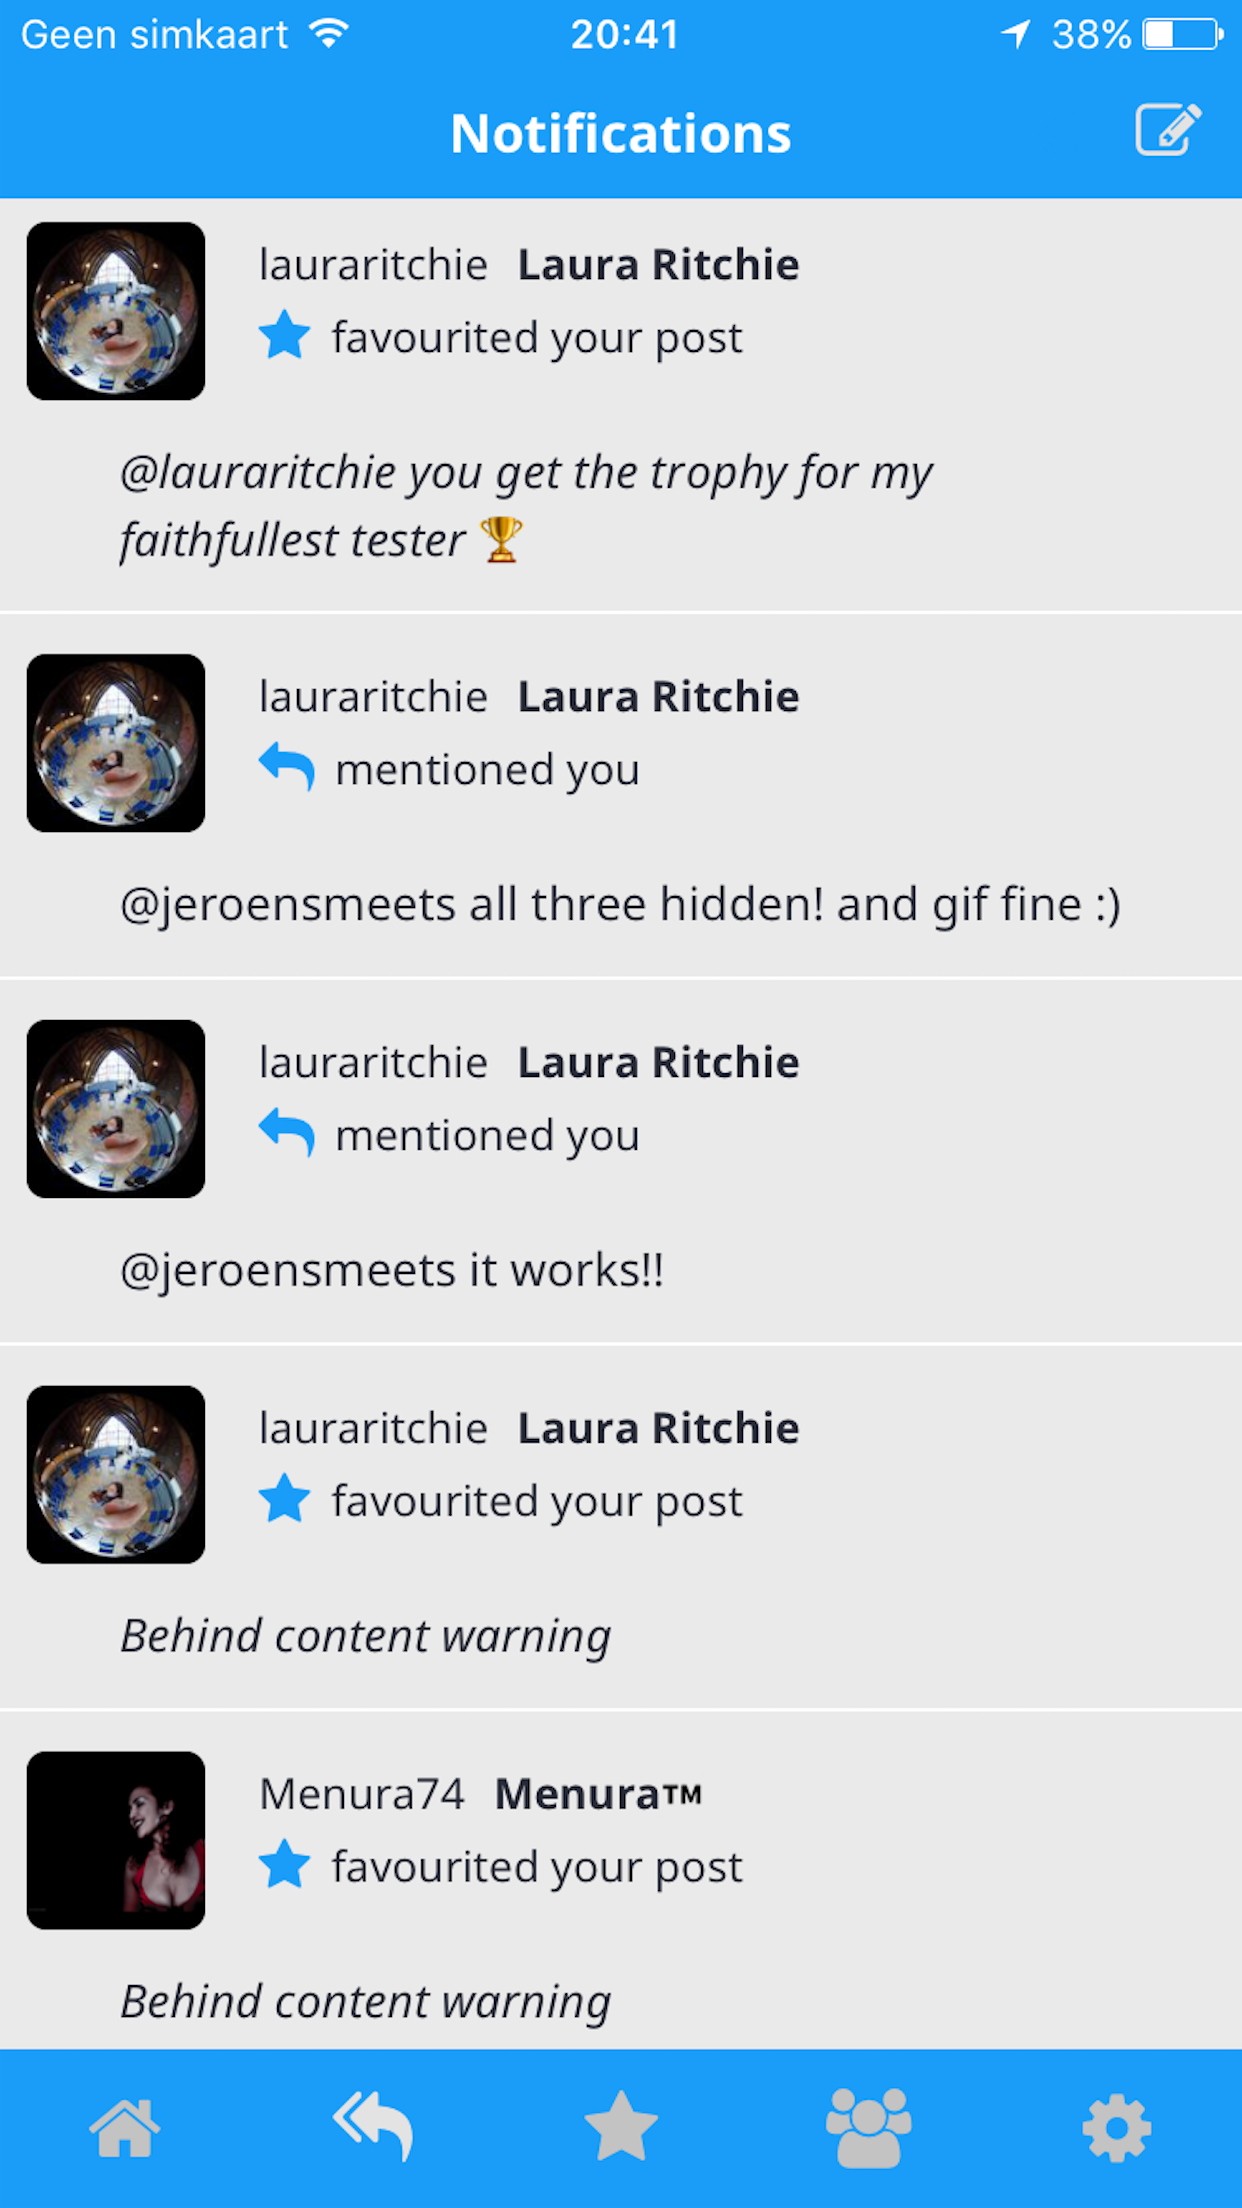 Geen simkaart 20:41 38%
Notifications
lauraritchie Laura Ritchie
favourited your post
@lauraritchie you get the trophy for my
faithfullest tester 🏆
lauraritchie Laura Ritchie
mentioned you
@jeroensmeets all three hidden! and gif fine :)
lauraritchie Laura Ritchie
mentioned you
@jeroensmeets it works!!
lauraritchie Laura Ritchie
favourited your post
Behind content warning
Menura74 Menura™
favourited your post
Behind content warning